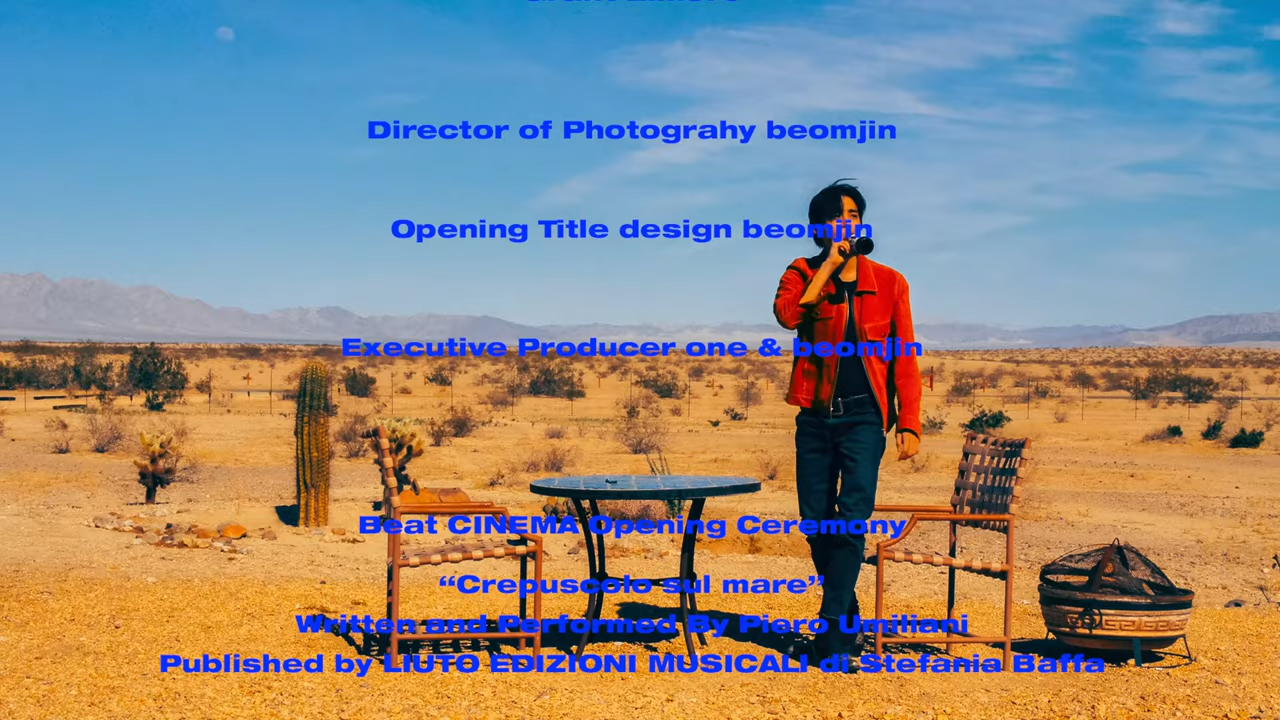 Director of Photograhy beomjin
Opening Title design beomjin
Executive Producer one & beomjin
Beat CINEMA Opening Ceremony
“Crepuscolo sul mare”
Written and Performed By Piero Umiliani
Published by LIUTO EDIZIONI MUSICALI di Stefania Baffa